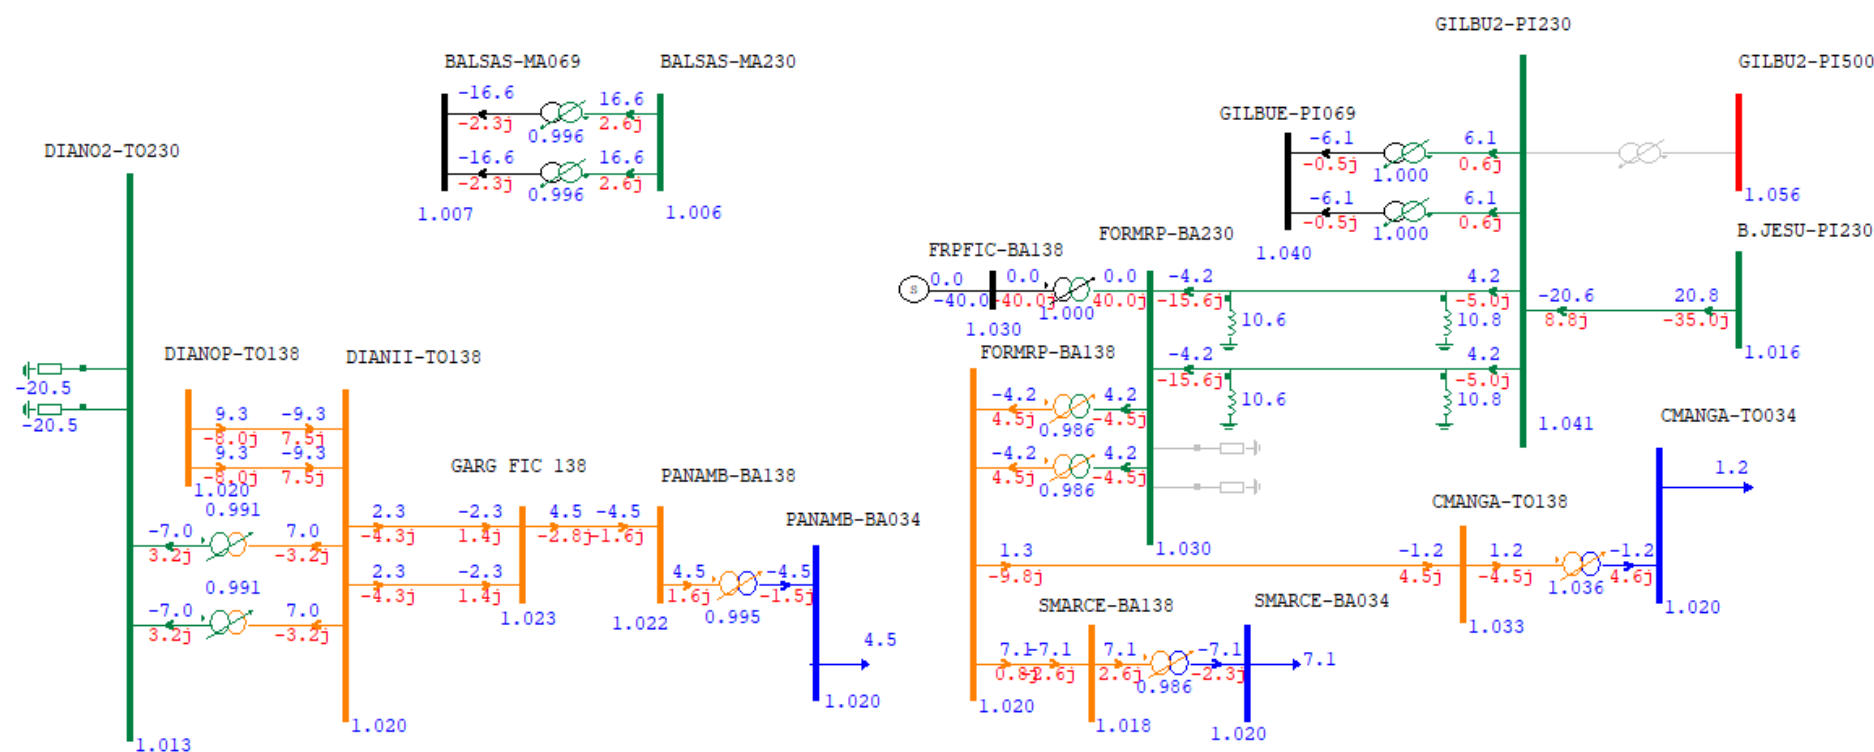 GILBU2-PI230
BALSAS-MA069
BALSAS-MA230
GILBU2-PI500
-16.6
16.6
-2.3j
2.6j
0.996
GILBUE-PI069
-6.1
6.1
-0.5j
0.6j
1.000
DIANO2-TO230
-16.6
16.6
-2.3j
2.6j
0.996
1.007
1.006
1.056
-6.1
6.1
-0.5j
0.6j
1.000
1.040
FORMRP-BA230
B.JESU-PI230
FRPFIC-BA138
0.0
-40.0
0.0
-40.0j
1.000
0.0
40.0j
1.030
-4.2
-15.6j
4.2
-5.0j
10.6
10.8
-20.6
8.8j
20.8
-35.0j
1.016
DIANOP-TO138
DIANII-TO138
FORMRP-BA138
-20.5
-20.5
-4.2
-15.6j
4.2
-5.0j
10.6
10.8
1.041
-4.2
4.5j
4.2
-4.5j
0.986
-4.2
4.5j
4.2
-4.5j
0.986
9.3
-9.3
-8.0j
7.5j
9.3
-9.3
-8.0j
7.5j
1.020
GARG FIC 138
PANAMB-BA138
CMANGA-TO034
1.2
CMANGA-TO138
0.991
-7.0
7.0
3.2j
-3.2j
2.3
-2.3
-4.3j
1.4j
4.5
-4.5
-2.8j
-1.6j
PANAMB-BA034
1.030
1.3
-9.8j
-1.2
4.5j
1.2
-4.5j
-1.2
4.6j
1.036
1.020
0.991
-7.0
7.0
3.2j
-3.2j
2.3
-2.3
-4.3j
1.4j
1.023
1.022
4.5
-4.5
1.6j
-1.5j
0.995
SMARCE-BA138
SMARCE-BA034
1.033
4.5
7.1
-7.1
0.8j
-2.6j
7.1
-7.1
2.6j
-2.3j
0.986
7.1
1.020
1.020
1.020
1.018
1.020
1.013
S